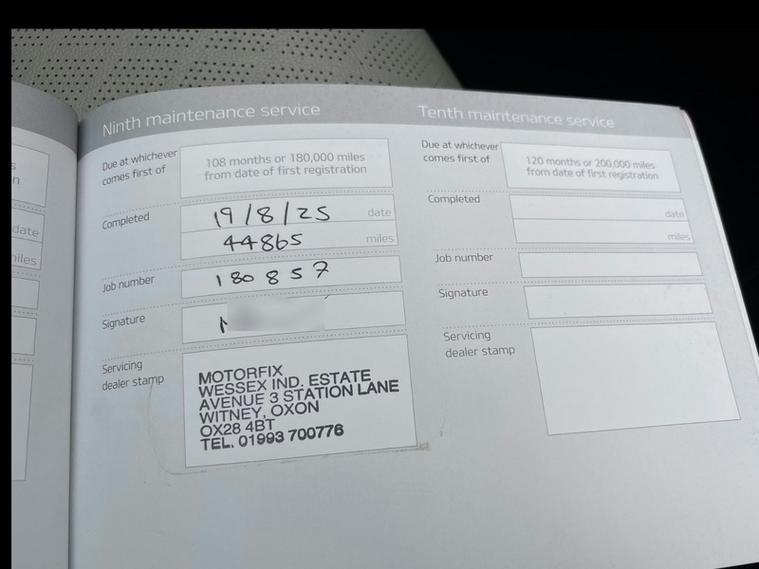 s
n
date
niles
Ninth maintenance service
Due at whichever
comes first of
108 months or 180,000 miles
from date of first registration
Completed
19/8/25 date
44865 miles
Job number
180857
Signature
Servicing
dealer stamp
MOTORFIX
WESSEX IND. ESTATE
AVENUE 3 STATION LANE
WITNEY, OXON
OX28 4BT
TEL. 01993 700776
Tenth maintenance service
Due at whichever
comes first of
120 months or 200,000 miles
from date of first registration
Completed
date
miles
Job number
Signature
Servicing
dealer stamp